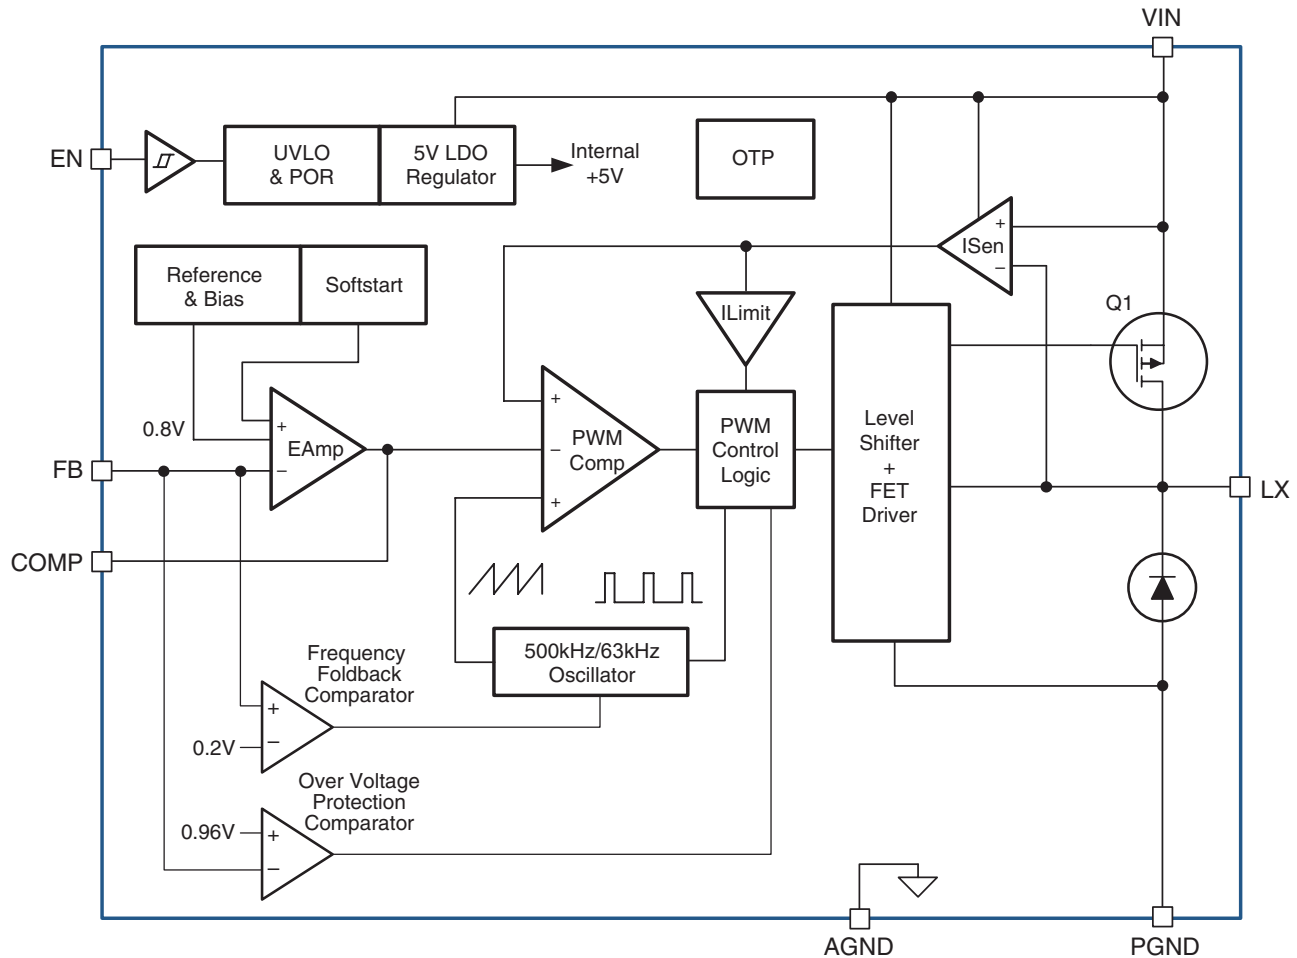 VIN
EN
UVLO
& POR
5V LDO
Regulator
Internal
+5V
OTP
+
ISen
−
Reference
& Bias
Softstart
ILimit
Q1
0.8V
+
EAmp
−
FB
COMP
+
−
PWM
Comp
+
PWM
Control
Logic
Level
Shifter
+
FET
Driver
LX
500kHz/63kHz
Oscillator
Frequency
Foldback
Comparator
+
0.2V
−
Over Voltage
Protection
Comparator
0.96V
+
−
AGND
PGND